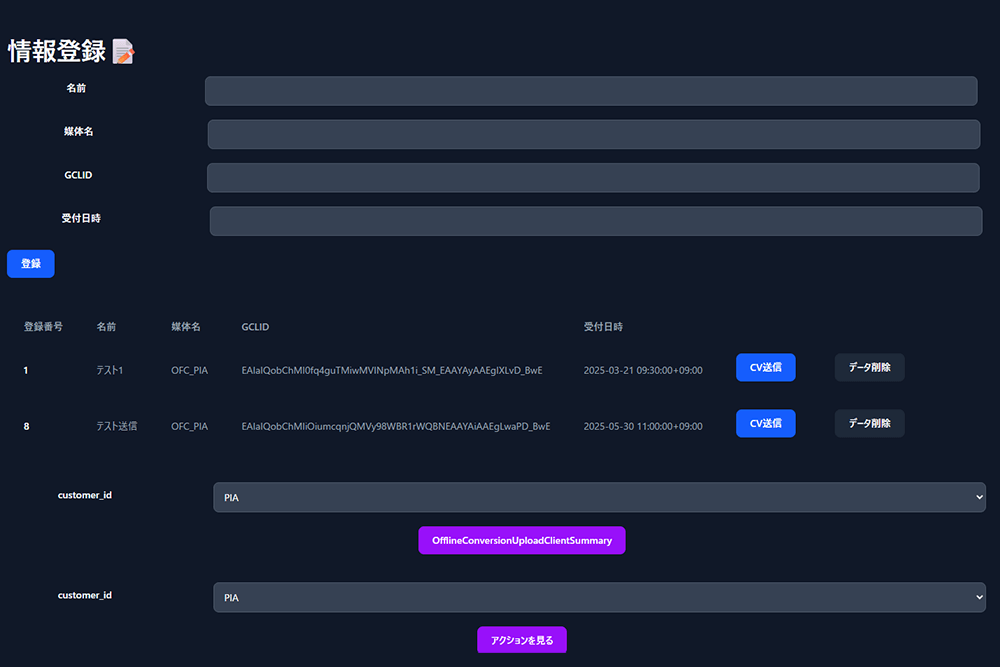 情報登録
名前
媒体名
GCLID
受付日時
登録
登録番号 名前 媒体名 GCLID 受付日時
1 テスト1 OFC_PIA EAIaIQobChMI0fq4guTMiwMVINpMAh1i_SM_EAAYAyAAEgIXLvD_BwE 2025-03-21 09:30:00+09:00 CV送信 データ削除
8 テスト送信 OFC_PIA EAIaIQobChMIiOiumcqnjQMVy98WBR1rWQBNEAAYAiAAEgLwaPD_BwE 2025-05-30 11:00:00+09:00 CV送信 データ削除
customer_id PIA
OfflineConversionUploadClientSummary
customer_id PIA
アクションを見る